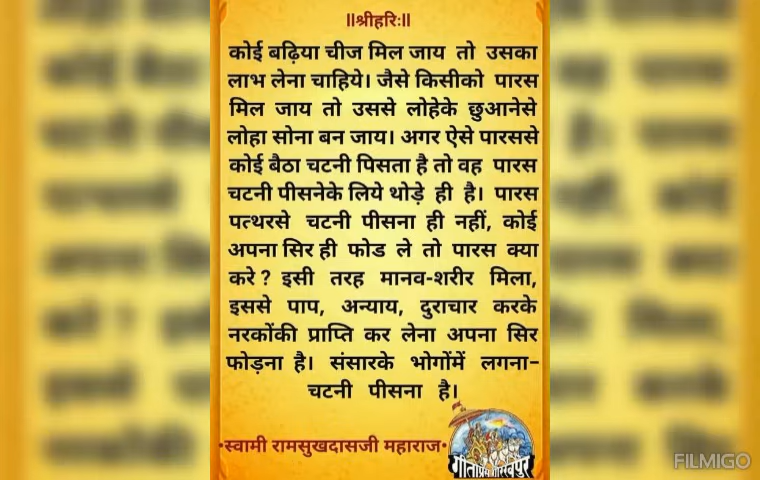 ॥श्रीहरिः॥
कोई बढ़िया चीज मिल जाय तो उसका
लाभ लेना चाहिये। जैसे किसीको पारस
मिल जाय तो उससे लोहेके छुआनेसे
लोहा सोना बन जाय। अगर ऐसे पारससे
कोई बैठा चटनी पिसता है तो वह पारस
चटनी पीसनेके लिये थोड़े ही है। पारस
पत्थरसे चटनी पीसना ही नहीं, कोई
अपना सिर ही फोड ले तो पारस क्या
करे ? इसी तरह मानव-शरीर मिला,
इससे पाप, अन्याय, दुराचार करके
नरकोंकी प्राप्ति कर लेना अपना सिर
फोड़ना है। संसारके भोगोंमें लगना–
चटनी पीसना है।
•स्वामी रामसुखदासजी महाराज•
गीताप्रेस गोरखपुर
FILMIGO